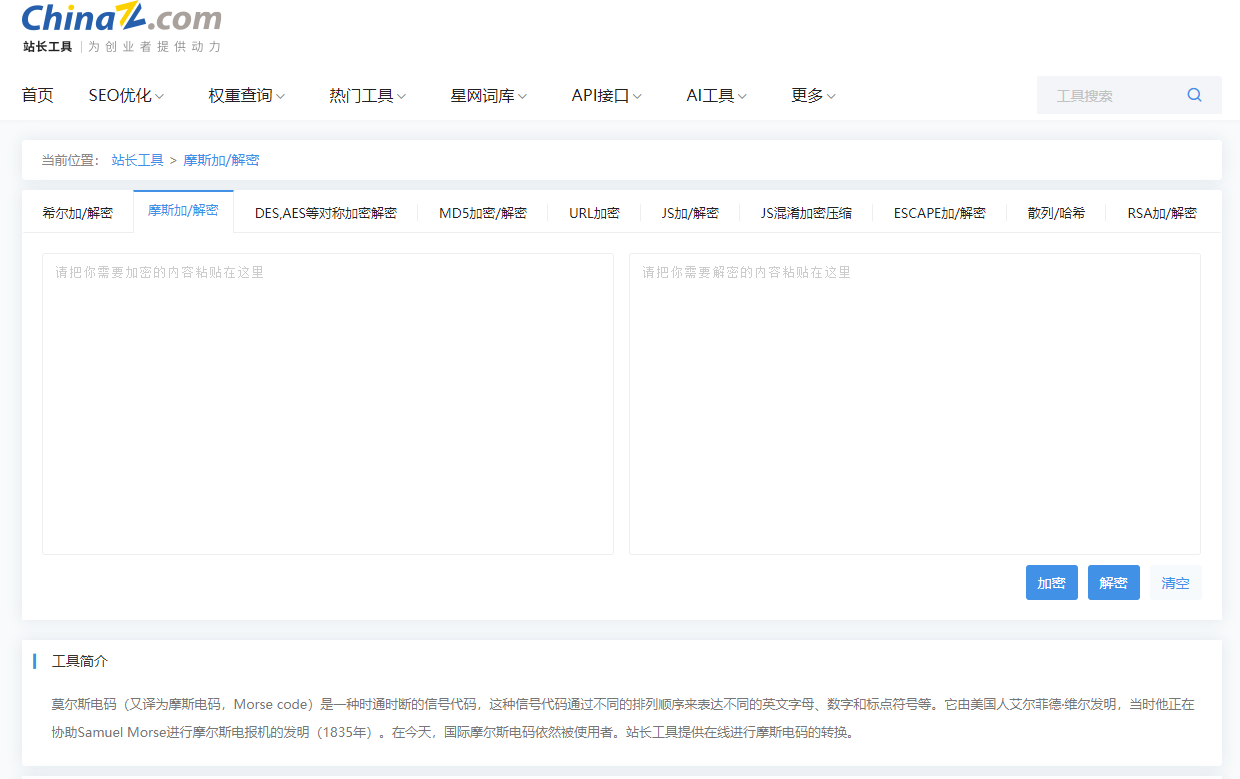 ChinaZ.com
站长工具 | 为创业者提供动力
首页 SEO优化 权重查询 热门工具 星网词库 API接口 AI工具 更多 工具搜索
当前位置： 站长工具 > 摩斯加/解密
希尔加/解密 摩斯加/解密 DES,AES等对称加密解密 MD5加密/解密 URL加密 JS加/解密 JS混淆加密压缩 ESCAPE加/解密 散列/哈希 RSA加/解密
请把你需要加密的内容粘贴在这里 请把你需要解密的内容粘贴在这里
加密 解密 清空
工具简介
莫尔斯电码（又译为摩斯电码，Morse code）是一种时通时断的信号代码，这种信号代码通过不同的排列顺序来表达不同的英文字母、数字和标点符号等。它由美国人艾尔菲德·维尔发明，当时他正在
协助Samuel Morse进行摩尔斯电报机的发明（1835年）。在今天，国际摩尔斯电码依然被使用者。站长工具提供在线进行摩斯电码的转换。